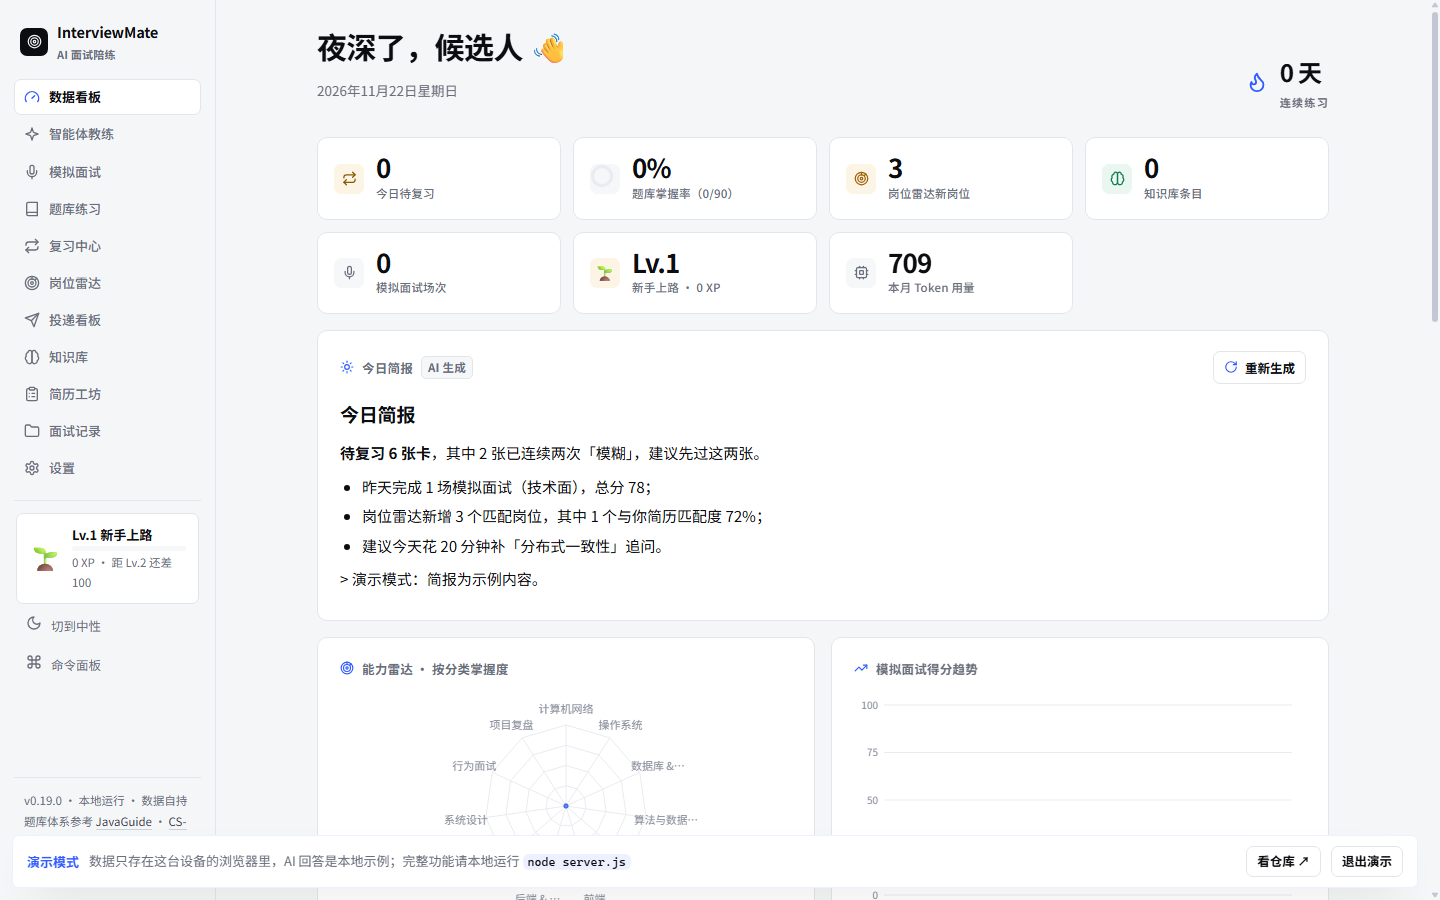 InterviewMate
AI 面试陪练
数据看板
智能体教练
模拟面试
题库练习
复习中心
岗位雷达
投递看板
知识库
简历工坊
面试记录
设置
Lv.1 新手上路
0 XP · 距 Lv.2 还差
100
切到中性
命令面板
v0.19.0 · 本地运行 · 数据自持
题库体系参考 JavaGuide · CS-
夜深了，候选人 👋
2026年11月22日星期日
0 天
连续练习
0
今日待复习
0%
题库掌握率（0/90）
3
岗位雷达新岗位
0
知识库条目
0
模拟面试场次
Lv.1
新手上路 · 0 XP
709
本月 Token 用量
今日简报 AI 生成
重新生成
今日简报
待复习 6 张卡，其中 2 张已连续两次「模糊」，建议先过这两张。
• 昨天完成 1 场模拟面试（技术面），总分 78；
• 岗位雷达新增 3 个匹配岗位，其中 1 个与你简历匹配度 72%；
• 建议今天花 20 分钟补「分布式一致性」追问。
> 演示模式：简报为示例内容。
能力雷达 · 按分类掌握度
计算机网络
项目复盘
操作系统
行为面试
数据库 &…
系统设计
算法与数据…
后端 &…
前端
模拟面试得分趋势
100
75
50
0
演示模式 数据只存在这台设备的浏览器里，AI 回答是本地示例；完整功能请本地运行 node server.js
看仓库 ↗
退出演示